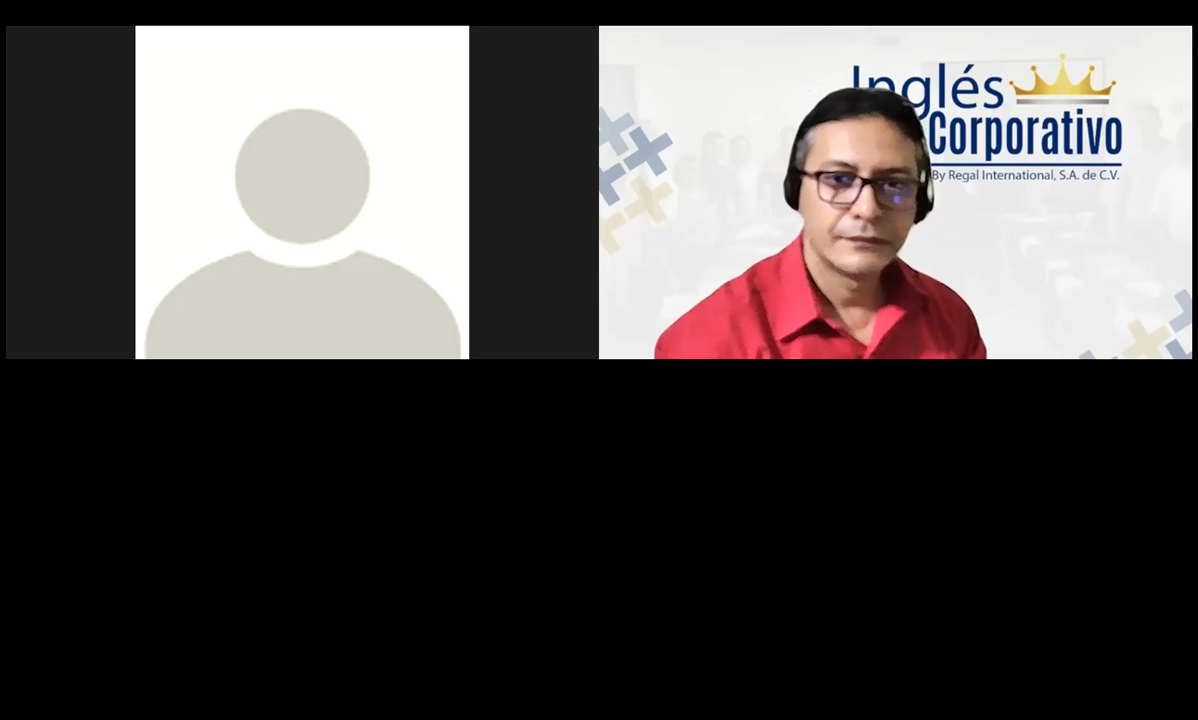 Inglés
Corporativo
By Regal International, S.A. de C.V.